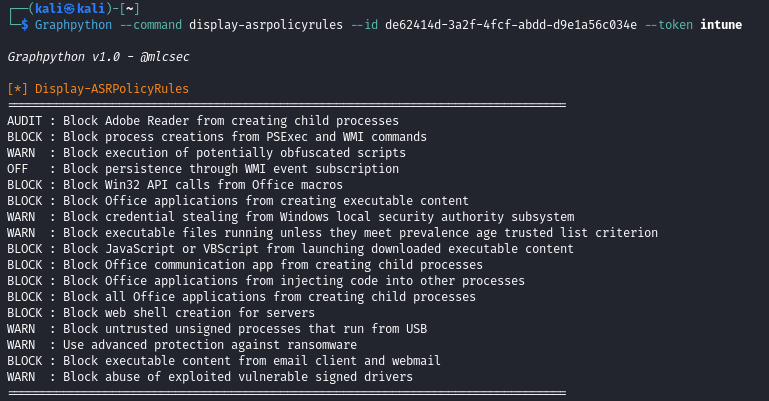 (kali㉿kali)-[~]
$ Graphpython --command display-asrpolicyrules --id de62414d-3a2f-4fcf-abdd-d9e1a56c034e --token intune
Graphpython v1.0 - @mlcsec
[*] Display-ASRPolicyRules
================================================================================
AUDIT : Block Adobe Reader from creating child processes
BLOCK : Block process creations from PSExec and WMI commands
WARN  : Block execution of potentially obfuscated scripts
OFF   : Block persistence through WMI event subscription
BLOCK : Block Win32 API calls from Office macros
BLOCK : Block Office applications from creating executable content
WARN  : Block credential stealing from Windows local security authority subsystem
WARN  : Block executable files running unless they meet prevalence age trusted list criterion
BLOCK : Block JavaScript or VBScript from launching downloaded executable content
BLOCK : Block Office communication app from creating child processes
BLOCK : Block Office applications from injecting code into other processes
BLOCK : Block all Office applications from creating child processes
BLOCK : Block web shell creation for servers
WARN  : Block untrusted unsigned processes that run from USB
WARN  : Use advanced protection against ransomware
BLOCK : Block executable content from email client and webmail
WARN  : Block abuse of exploited vulnerable signed drivers
================================================================================